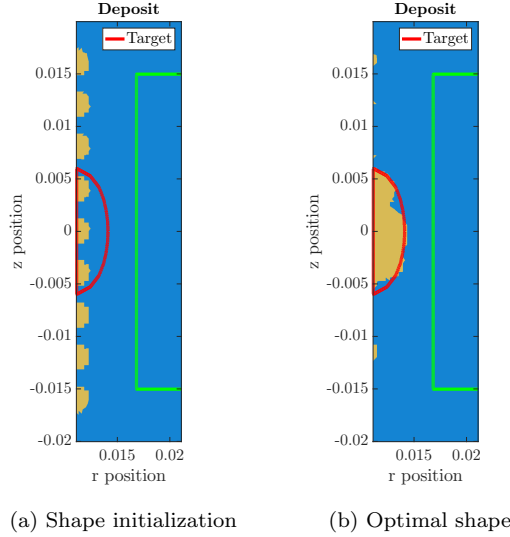 Deposit
Target
0.015
0.01
0.005
0
-0.005
-0.01
-0.015
-0.02
z position
0.015 0.02
r position
(a) Shape initialization
Deposit
Target
0.015
0.01
0.005
0
-0.005
-0.01
-0.015
-0.02
z position
0.015 0.02
r position
(b) Optimal shape